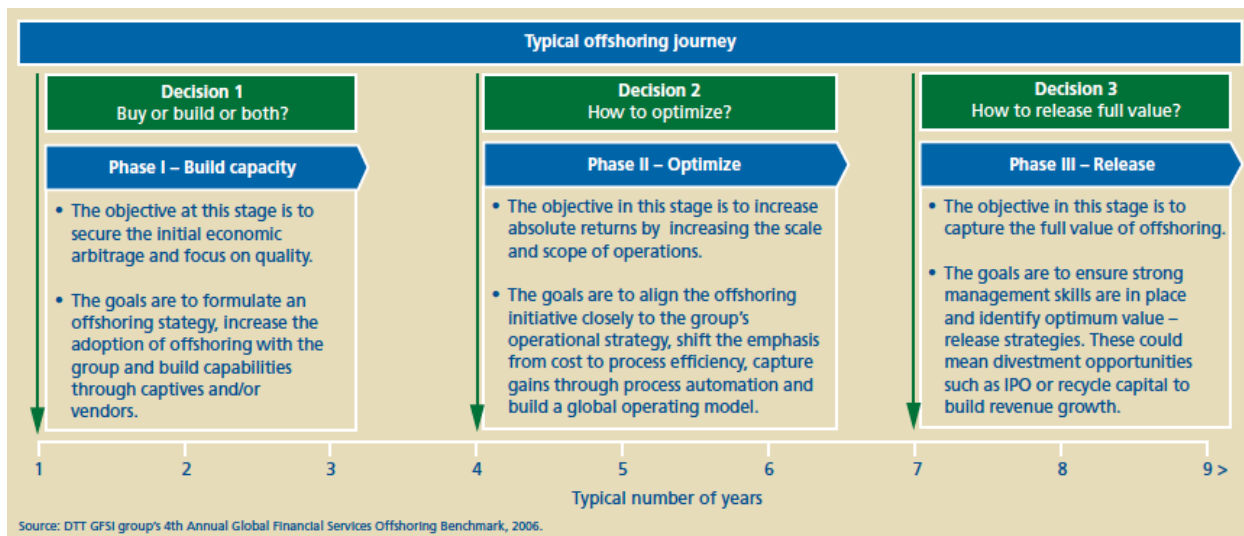 Typical offshoring journey
Decision 1
Buy or build or both?
Phase I – Build capacity
• The objective at this stage is to
secure the initial economic
arbitrage and focus on quality.
• The goals are to formulate an
offshoring stategy, increase the
adoption of offshoring with the
group and build capabilities
through captives and/or
vendors.
Decision 2
How to optimize?
Phase II – Optimize
• The objective in this stage is to increase
absolute returns by increasing the scale
and scope of operations.
• The goals are to align the offshoring
initiative closely to the group's
operational strategy, shift the emphasis
from cost to process efficiency, capture
gains through process automation and
build a global operating model.
Decision 3
How to release full value?
Phase III – Release
• The objective in this stage is to
capture the full value of offshoring.
• The goals are to ensure strong
management skills are in place
and identify optimum value –
release strategies. These could
mean divestment opportunities
such as IPO or recycle capital to
build revenue growth.
1 2 3 4 5 6 7 8 9 >
Typical number of years
Source: DTT GFSI group's 4th Annual Global Financial Services Offshoring Benchmark, 2006.